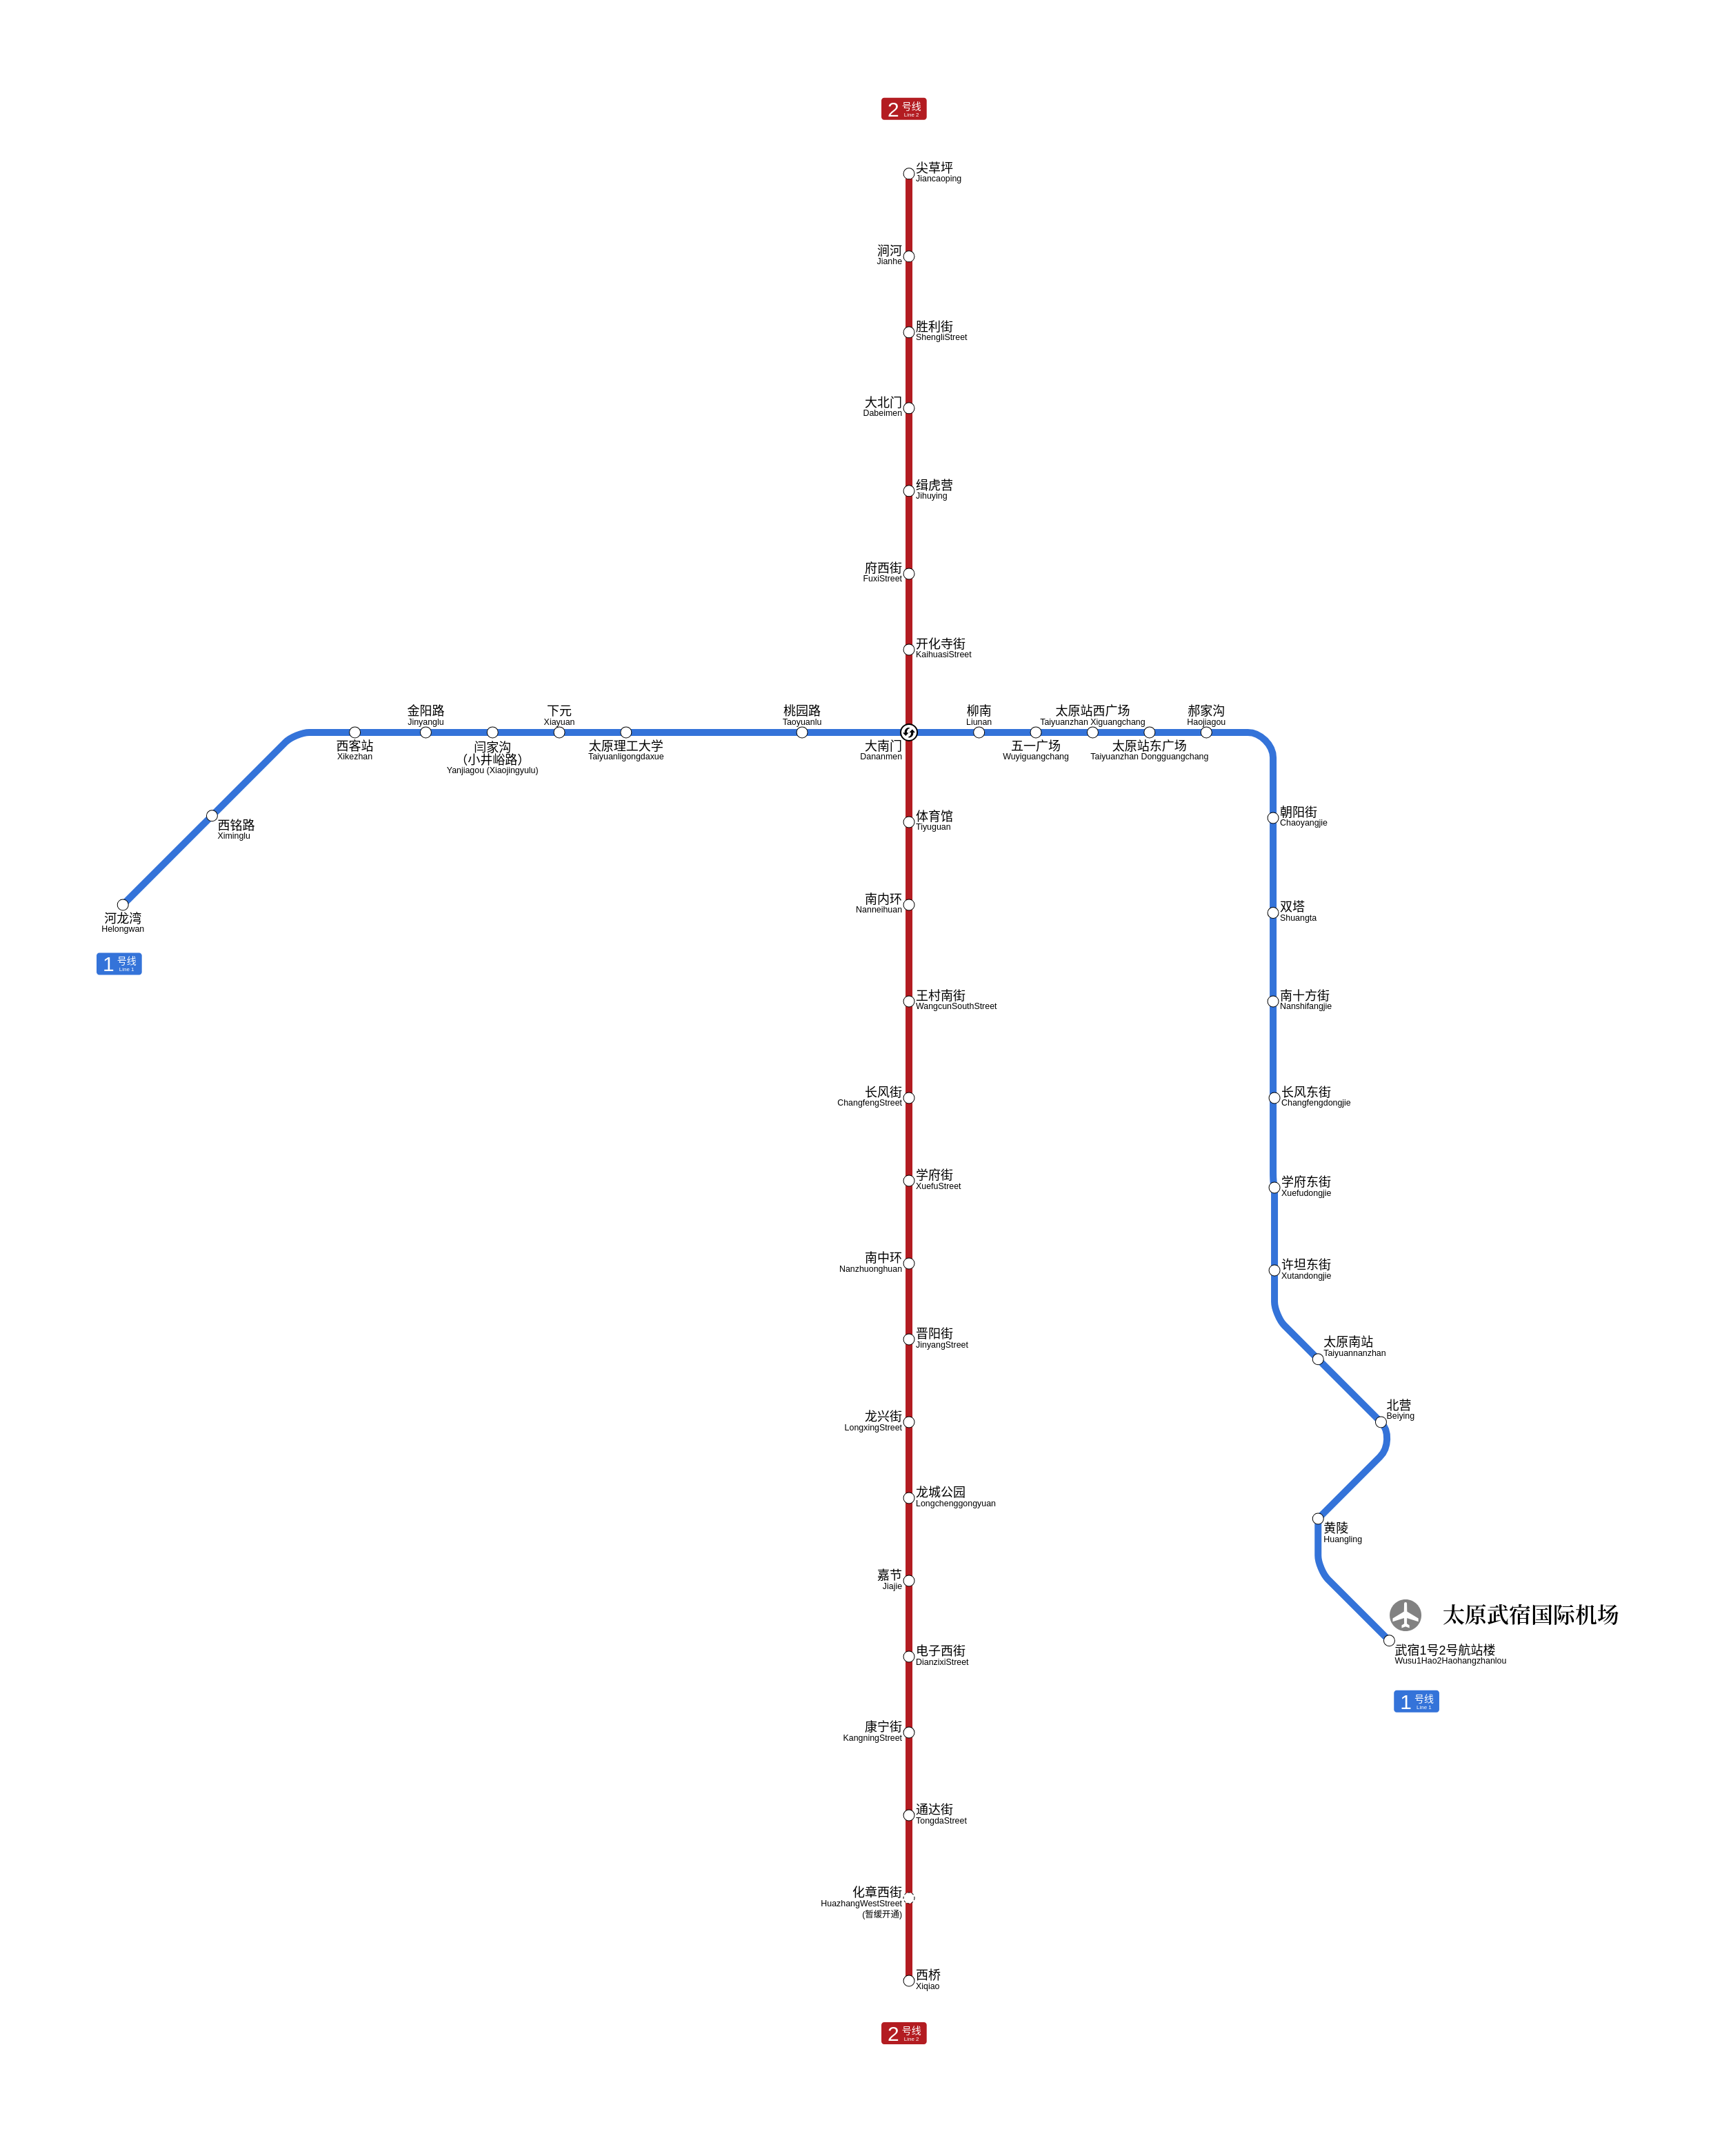 2 号线
Line 2
尖草坪
Jiancaoping
涧河
Jianhe
胜利街
ShengliStreet
大北门
Dabeimen
缉虎营
Jihuying
府西街
FuxiStreet
开化寺街
KaihuasiStreet
金阳路
Jinyanglu
下元
Xiayuan
桃园路
Taoyuanlu
柳南
Liunan
太原站西广场
Taiyuanzhan Xiguangchang
郝家沟
Haojiagou
西客站
Xikezhan
闫家沟
（小井峪路）
Yanjiagou (Xiaojingyulu)
太原理工大学
Taiyuanligongdaxue
大南门
Dananmen
五一广场
Wuyiguangchang
太原站东广场
Taiyuanzhan Dongguangchang
西铭路
Ximinglu
体育馆
Tiyuguan
朝阳街
Chaoyangjie
河龙湾
Helongwan
南内环
Nanneihuan
双塔
Shuangta
1 号线
Line 1
王村南街
WangcunSouthStreet
南十方街
Nanshifangjie
长风街
ChangfengStreet
长风东街
Changfengdongjie
学府街
XuefuStreet
学府东街
Xuefudongjie
南中环
Nanzhuonghuan
许坦东街
Xutandongjie
晋阳街
JinyangStreet
太原南站
Taiyuannanzhan
龙兴街
LongxingStreet
北营
Beiying
龙城公园
Longchenggongyuan
黄陵
Huangling
嘉节
Jiajie
太原武宿国际机场
电子西街
DianzixiStreet
武宿1号2号航站楼
Wusu1Hao2Haohangzhanlou
1 号线
Line 1
康宁街
KangningStreet
通达街
TongdaStreet
化章西街
HuazhangWestStreet
(暂缓开通)
西桥
Xiqiao
2 号线
Line 2